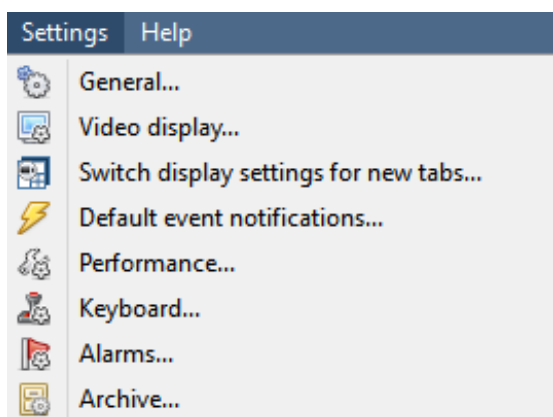 Settings Help
General...
Video display...
Switch display settings for new tabs...
Default event notifications...
Performance...
Keyboard...
Alarms...
Archive...